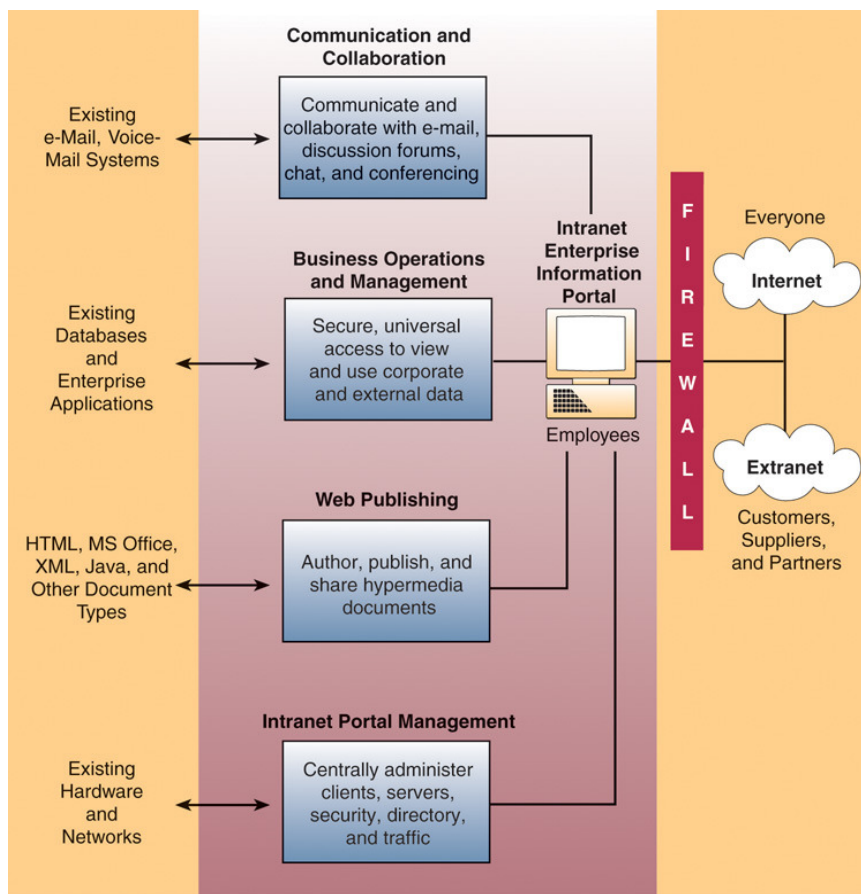 Communication and
Collaboration
Existing
e-Mail, Voice-
Mail Systems
Communicate and
collaborate with e-mail,
discussion forums,
chat, and conferencing
Business Operations
and Management
Existing
Databases
and
Enterprise
Applications
Secure, universal
access to view
and use corporate
and external data
Intranet
Enterprise
Information
Portal
Employees
FIREWALL
Everyone
Internet
Extranet
Customers,
Suppliers,
and Partners
Web Publishing
HTML, MS Office,
XML, Java, and
Other Document
Types
Author, publish, and
share hypermedia
documents
Intranet Portal Management
Existing
Hardware
and
Networks
Centrally administer
clients, servers,
security, directory,
and traffic